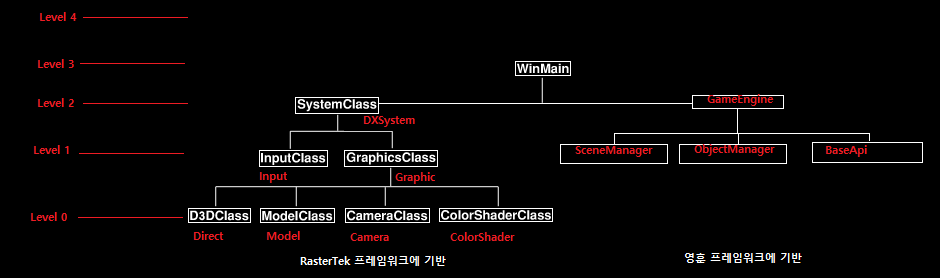 Level 4
Level 3
WinMain
Level 2
SystemClass
GameEngine
DXSystem
Level 1
InputClass
GraphicsClass
SceneManager
ObjectManager
BaseApi
Input
Graphic
Level 0
D3DClass
ModelClass
CameraClass
ColorShaderClass
Direct
Model
Camera
ColorShader
RasterTek 프레임워크에 기반
영훈 프레임워크에 기반